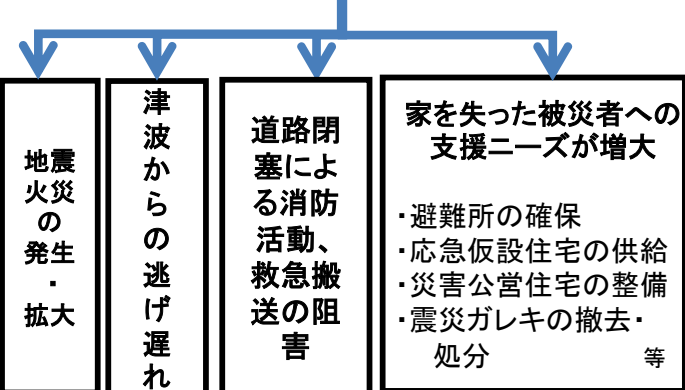 地震
火災
の
発生
・
拡大
津波からの逃げ遅れ
道路閉
塞によ
る消防
活動、
救急搬
送の阻
害
家を失った被災者への
支援ニーズが増大
・避難所の確保
・応急仮設住宅の供給
・災害公営住宅の整備
・震災ガレキの撤去・
処分　等